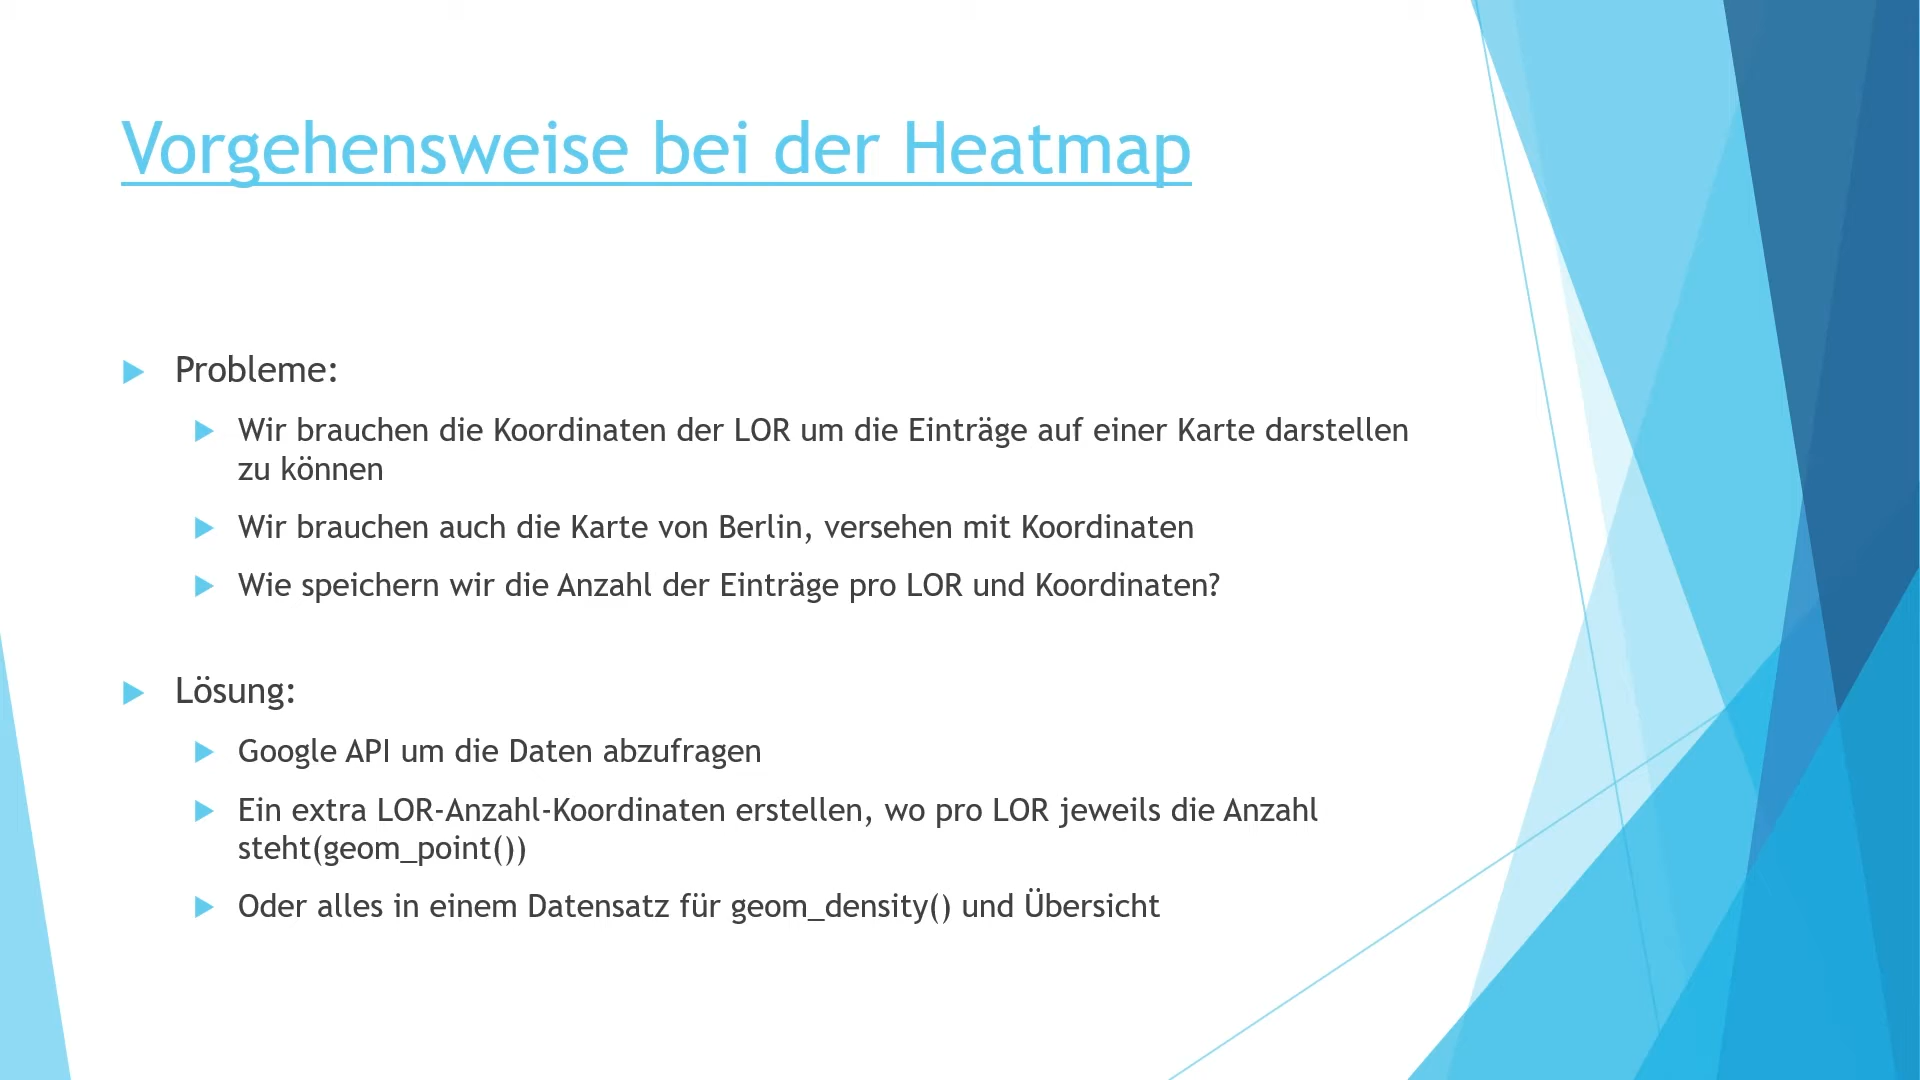 Vorgehensweise bei der Heatmap
Probleme:
Wir brauchen die Koordinaten der LOR um die Einträge auf einer Karte darstellen
zu können
Wir brauchen auch die Karte von Berlin, versehen mit Koordinaten
Wie speichern wir die Anzahl der Einträge pro LOR und Koordinaten?
Lösung:
Google API um die Daten abzufragen
Ein extra LOR-Anzahl-Koordinaten erstellen, wo pro LOR jeweils die Anzahl
steht(geom_point())
Oder alles in einem Datensatz für geom_density() und Übersicht